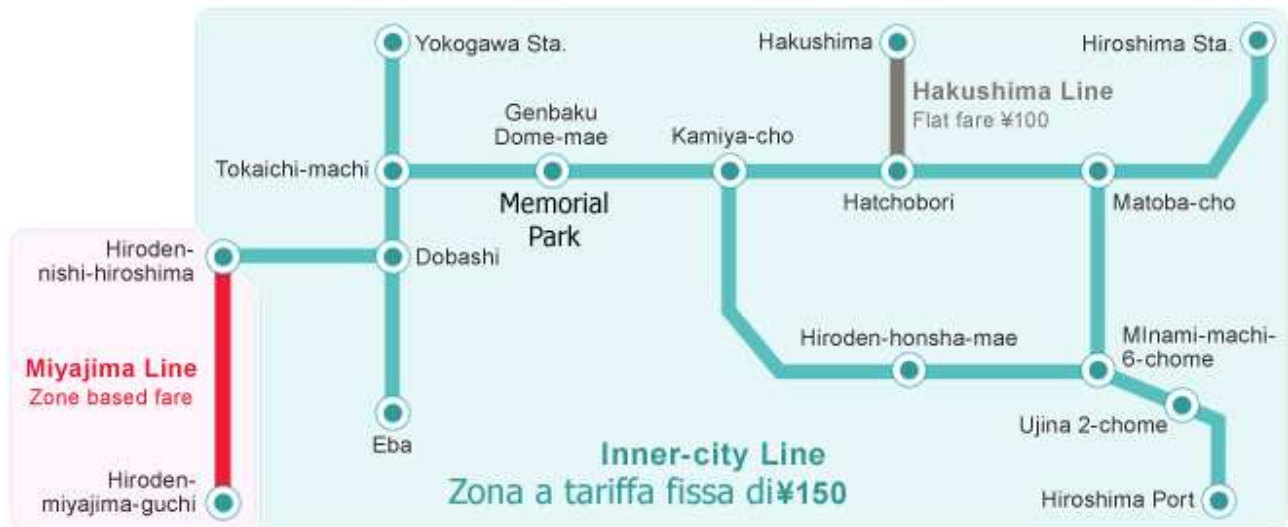 Yokogawa Sta.
Hakushima
Hiroshima Sta.
Hakushima Line
Flat fare ¥100
Genbaku
Dome-mae
Kamiya-cho
Tokaichi-machi
Memorial
Park
Hatchobori
Matoba-cho
Hiroden-
nishi-hiroshima
Dobashi
Hiroden-honsha-mae
MInami-machi-
6-chome
Miyajima Line
Zone based fare
Ujina 2-chome
Eba
Inner-city Line
Zona a tariffa fissa di¥150
Hiroden-
miyajima-guchi
Hiroshima Port